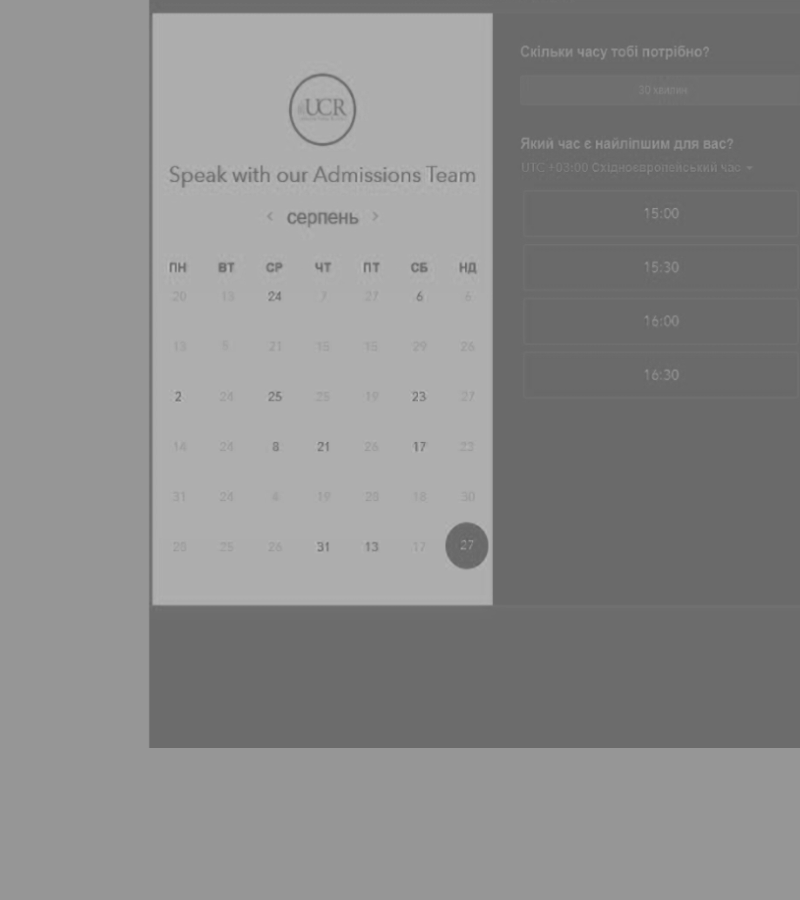 UCR
Speak with our Admissions Team
‹ серпень ›
ПН ВТ СР ЧТ ПТ СБ НД
20 13 24 7 27 6 6
13 21 15 15 29 26
2 24 25 25 19 23 27
14 24 8 21 26 17 23
31 24 19 23 18 30
25 25 26 31 13 17 27
Скільки часу тобі потрібно?
30 хвилин
Який час є найліпшим для вас?
UTC +03:00 Східноєвропейський час
15:00
15:30
16:00
16:30